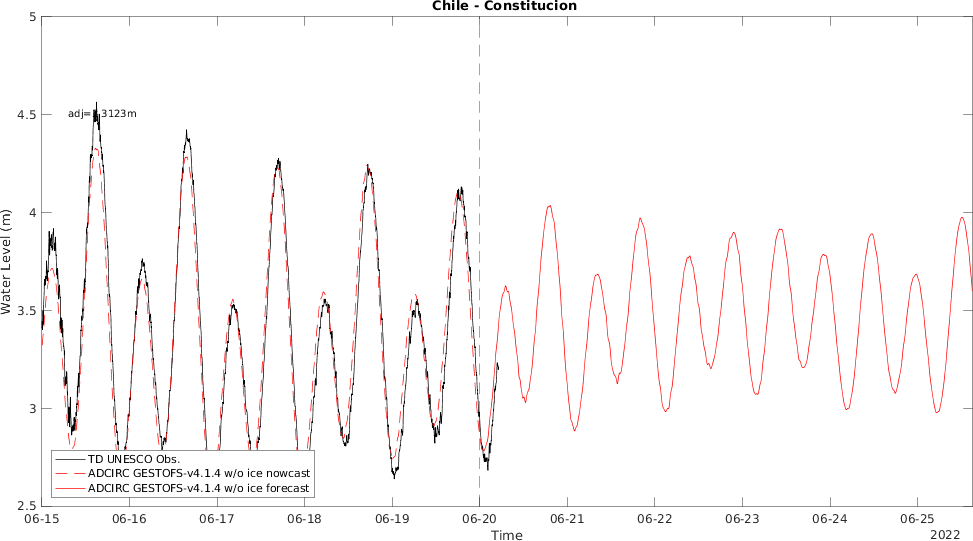 Chile - Constitucion
5
4.5
4
3.5
3
2.5
Water Level (m)
adj= 3123m
TD UNESCO Obs.
ADCIRC GESTOFS-v4.1.4 w/o ice nowcast
ADCIRC GESTOFS-v4.1.4 w/o ice forecast
06-15 06-16 06-17 06-18 06-19 06-20 06-21 06-22 06-23 06-24 06-25
Time
2022